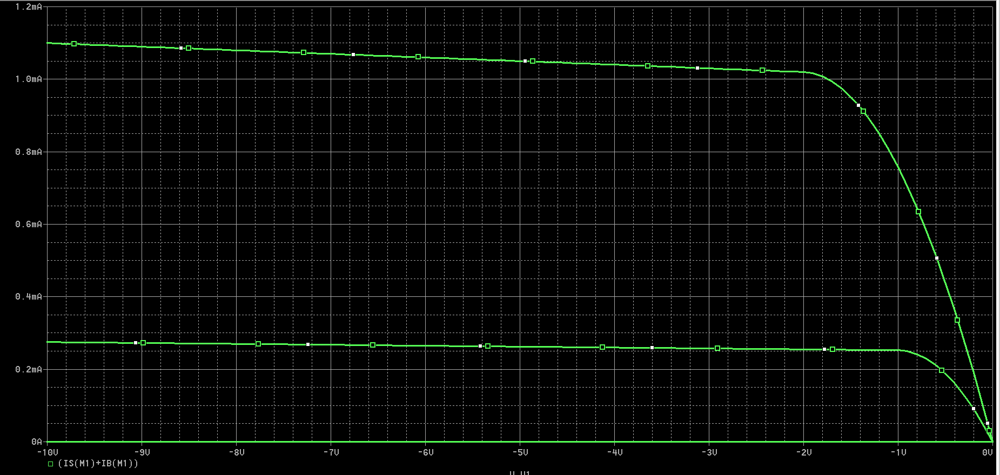 1.2mA
1.0mA
0.8mA
0.6mA
0.4mA
0.2mA
0A
-10V -9V -8V -7V -6V -5V -4V -3V -2V -1V 0V
(IS(M1)+IB(M1))